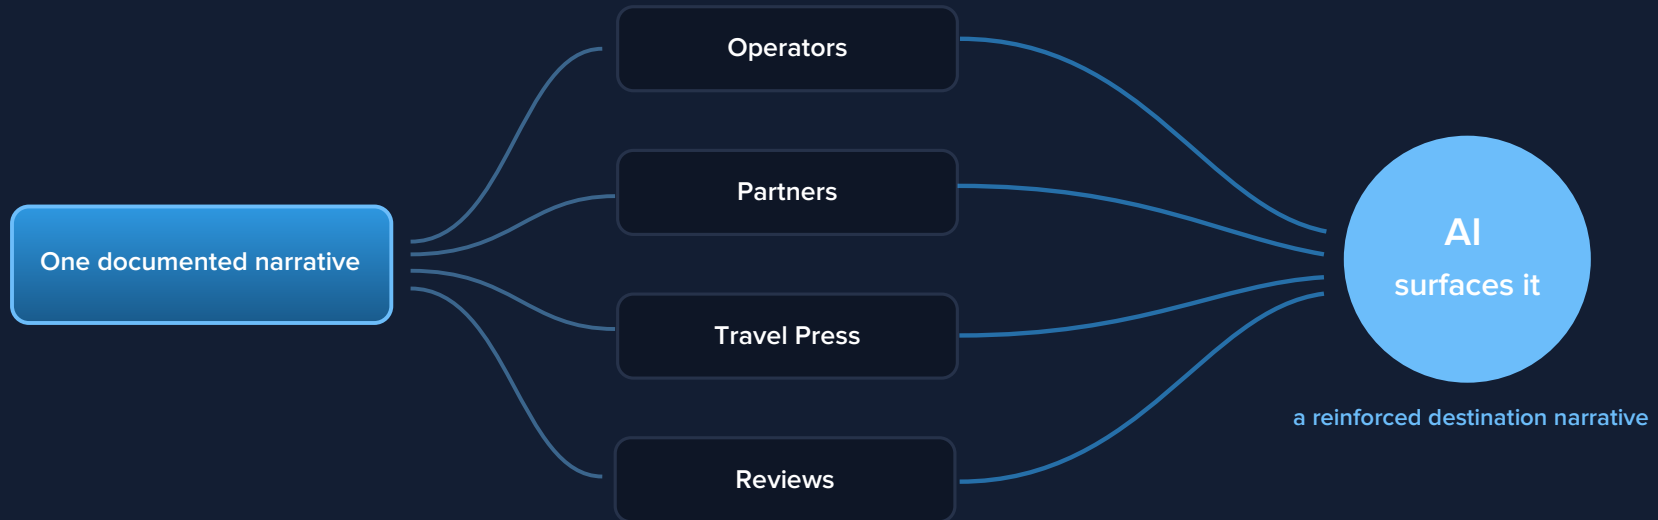 One documented narrative
Operators
Partners
Travel Press
Reviews
AI
surfaces it
a reinforced destination narrative